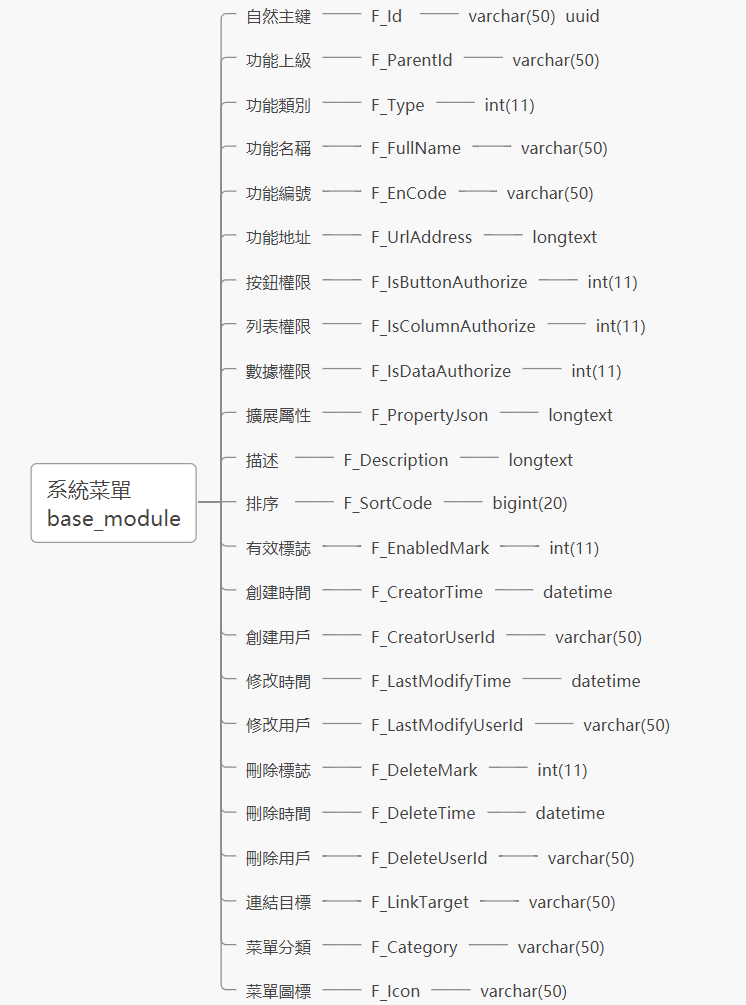 自然主鍵 F_Id varchar(50) uuid
功能上級 F_ParentId varchar(50)
功能類別 F_Type int(11)
功能名稱 F_FullName varchar(50)
功能編號 F_EnCode varchar(50)
功能地址 F_UrlAddress longtext
按鈕權限 F_IsButtonAuthorize int(11)
列表權限 F_IsColumnAuthorize int(11)
數據權限 F_IsDataAuthorize int(11)
擴展屬性 F_PropertyJson longtext
描述 F_Description longtext
系統菜單
base_module
排序 F_SortCode bigint(20)
有效標誌 F_EnabledMark int(11)
創建時間 F_CreatorTime datetime
創建用戶 F_CreatorUserId varchar(50)
修改時間 F_LastModifyTime datetime
修改用戶 F_LastModifyUserId varchar(50)
刪除標誌 F_DeleteMark int(11)
刪除時間 F_DeleteTime datetime
刪除用戶 F_DeleteUserId varchar(50)
連結目標 F_LinkTarget varchar(50)
菜單分類 F_Category varchar(50)
菜單圖標 F_Icon varchar(50)